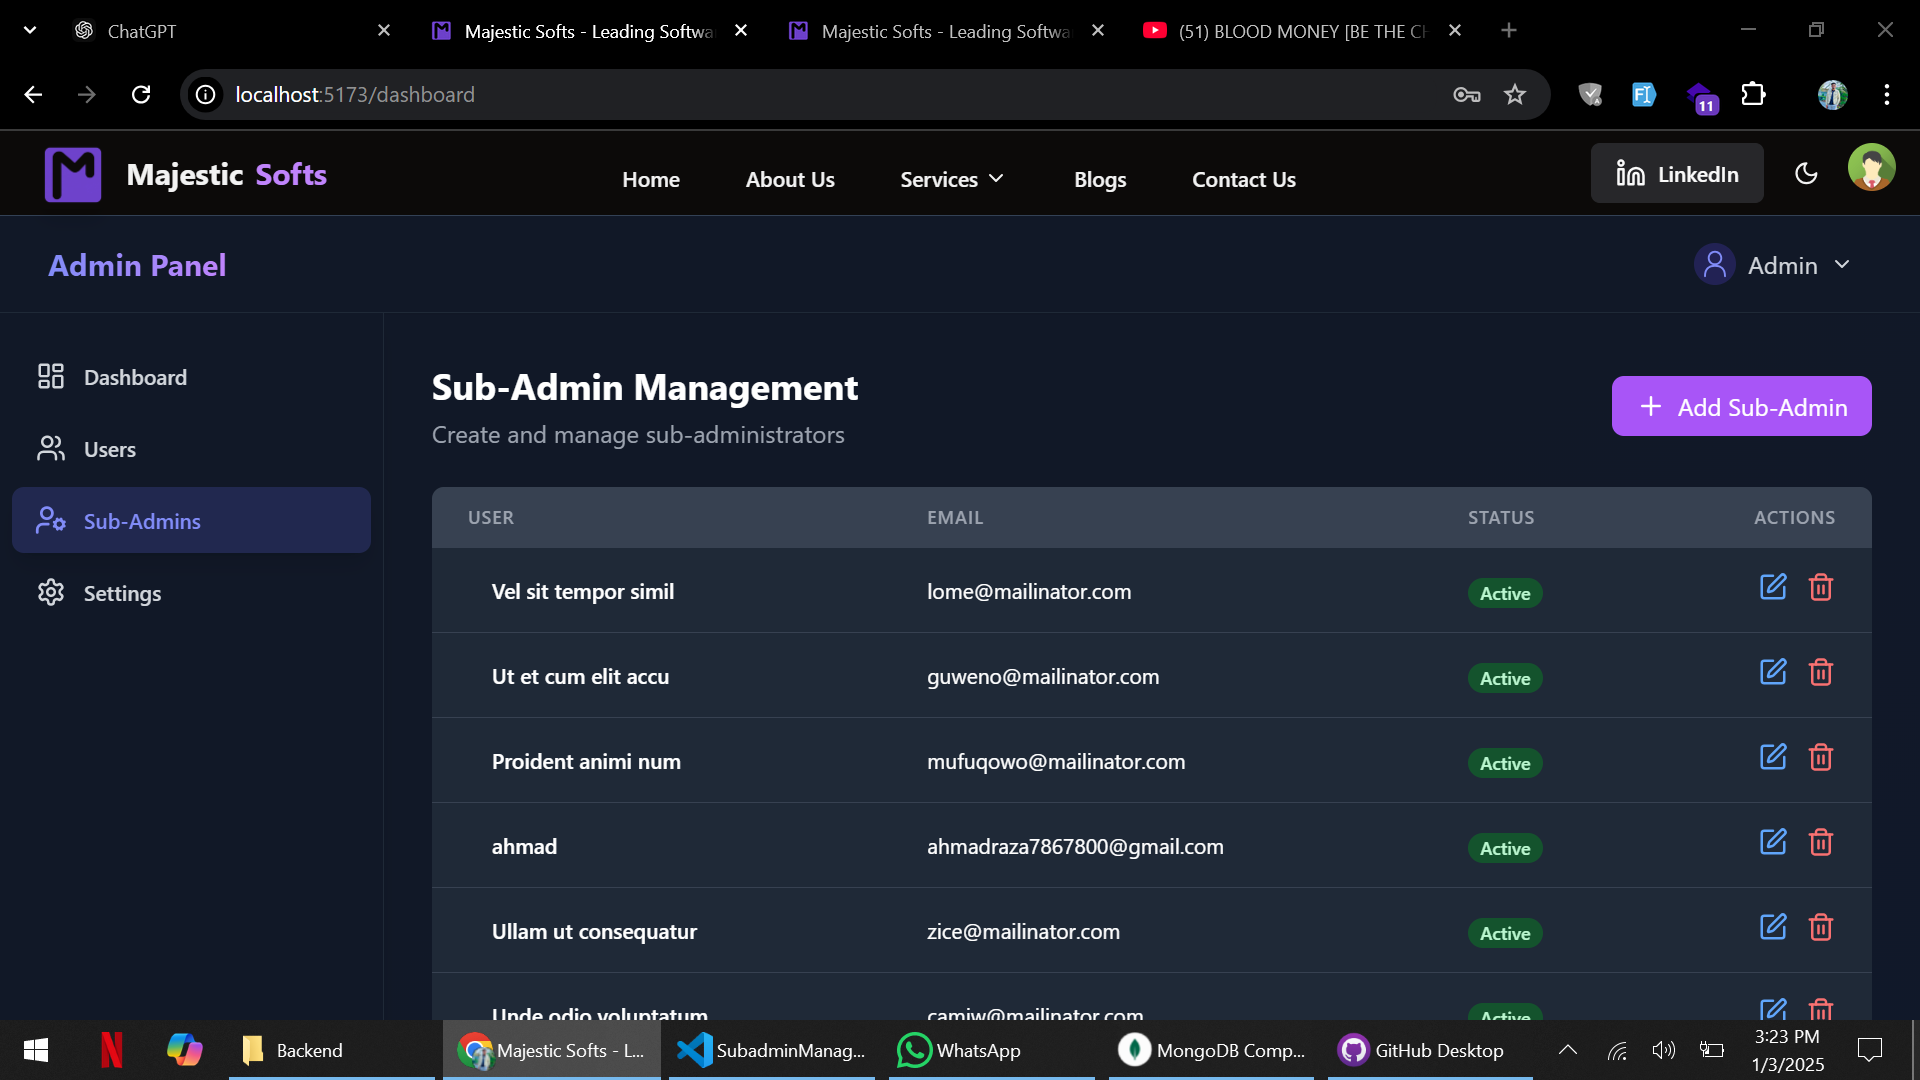 ChatGPT
Majestic Softs - Leading Softwa
Majestic Softs - Leading Softwa
(51) BLOOD MONEY [BE THE CH
localhost:5173/dashboard
11
Majestic Softs
Home
About Us
Services
Blogs
Contact Us
LinkedIn
Admin Panel
Admin
Dashboard
Users
Sub-Admins
Settings
Sub-Admin Management
Create and manage sub-administrators
Add Sub-Admin
USER EMAIL STATUS ACTIONS
Vel sit tempor simil lome@mailinator.com Active
Ut et cum elit accu guweno@mailinator.com Active
Proident animi num mufuqowo@mailinator.com Active
ahmad ahmadraza7867800@gmail.com Active
Ullam ut consequatur zice@mailinator.com Active
Unde odio voluptatum camiw@mailinator.com Active
Backend
Majestic Softs - L...
SubadminManag...
WhatsApp
MongoDB Comp...
GitHub Desktop
3:23 PM
1/3/2025